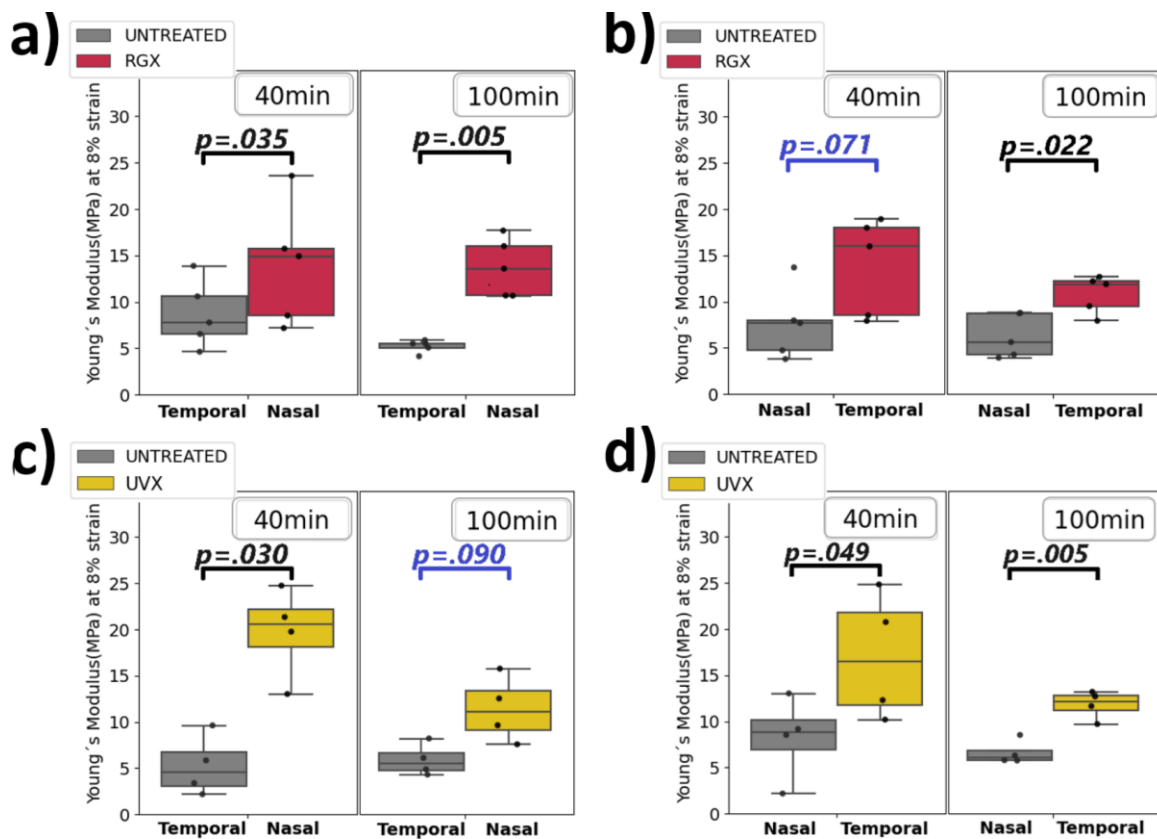 a)
UNTREATED
RGX
40min
100min
p=.035
p=.005
Young´s Modulus(MPa) at 8% strain
30
25
20
15
10
5
0
Temporal Nasal Temporal Nasal
b)
UNTREATED
RGX
40min
100min
p=.071
p=.022
Young´s Modulus(MPa) at 8% strain
30
25
20
15
10
5
0
Nasal Temporal Nasal Temporal
c)
UNTREATED
UVX
40min
100min
p=.030
p=.090
Young´s Modulus(MPa) at 8% strain
30
25
20
15
10
5
0
Temporal Nasal Temporal Nasal
d)
UNTREATED
UVX
40min
100min
p=.049
p=.005
Young´s Modulus(MPa) at 8% strain
30
25
20
15
10
5
0
Nasal Temporal Nasal Temporal